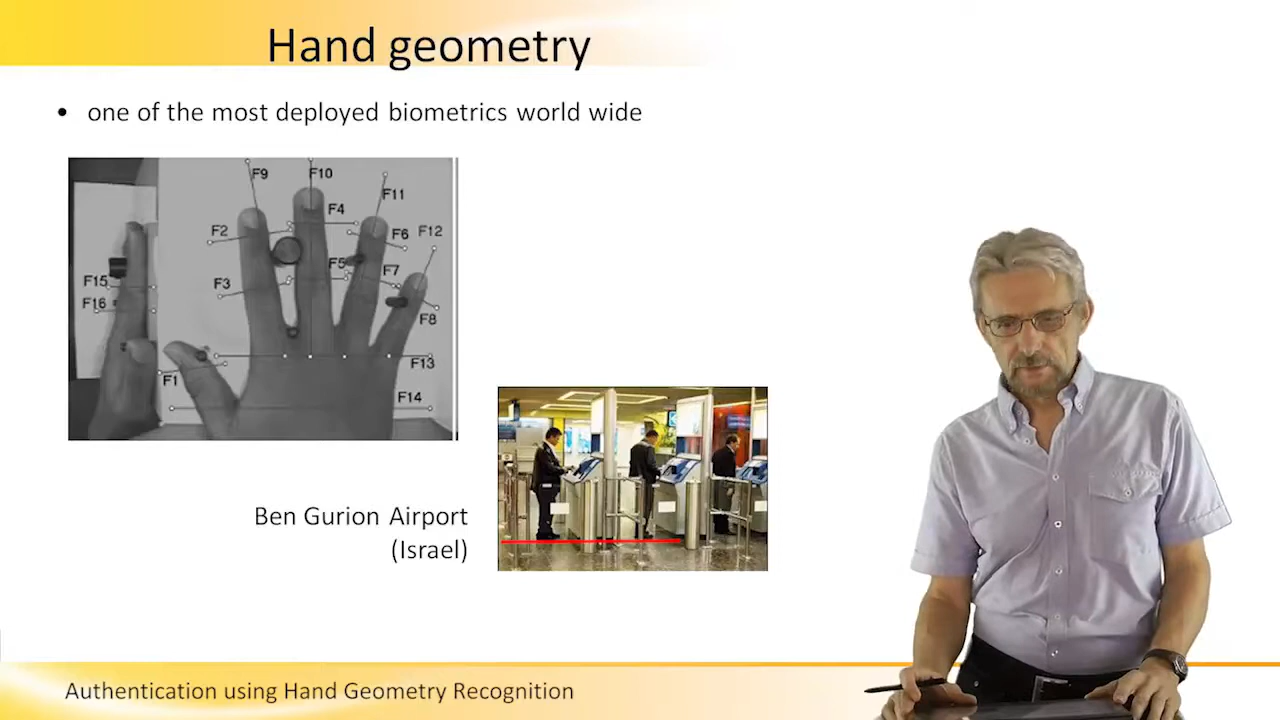 Hand geometry
• one of the most deployed biometrics world wide
F9
F10
F11
F4
F2
F6
F12
F5
F7
F15
F3
F16
F8
F13
F1
F14
Ben Gurion Airport
(Israel)
Authentication using Hand Geometry Recognition